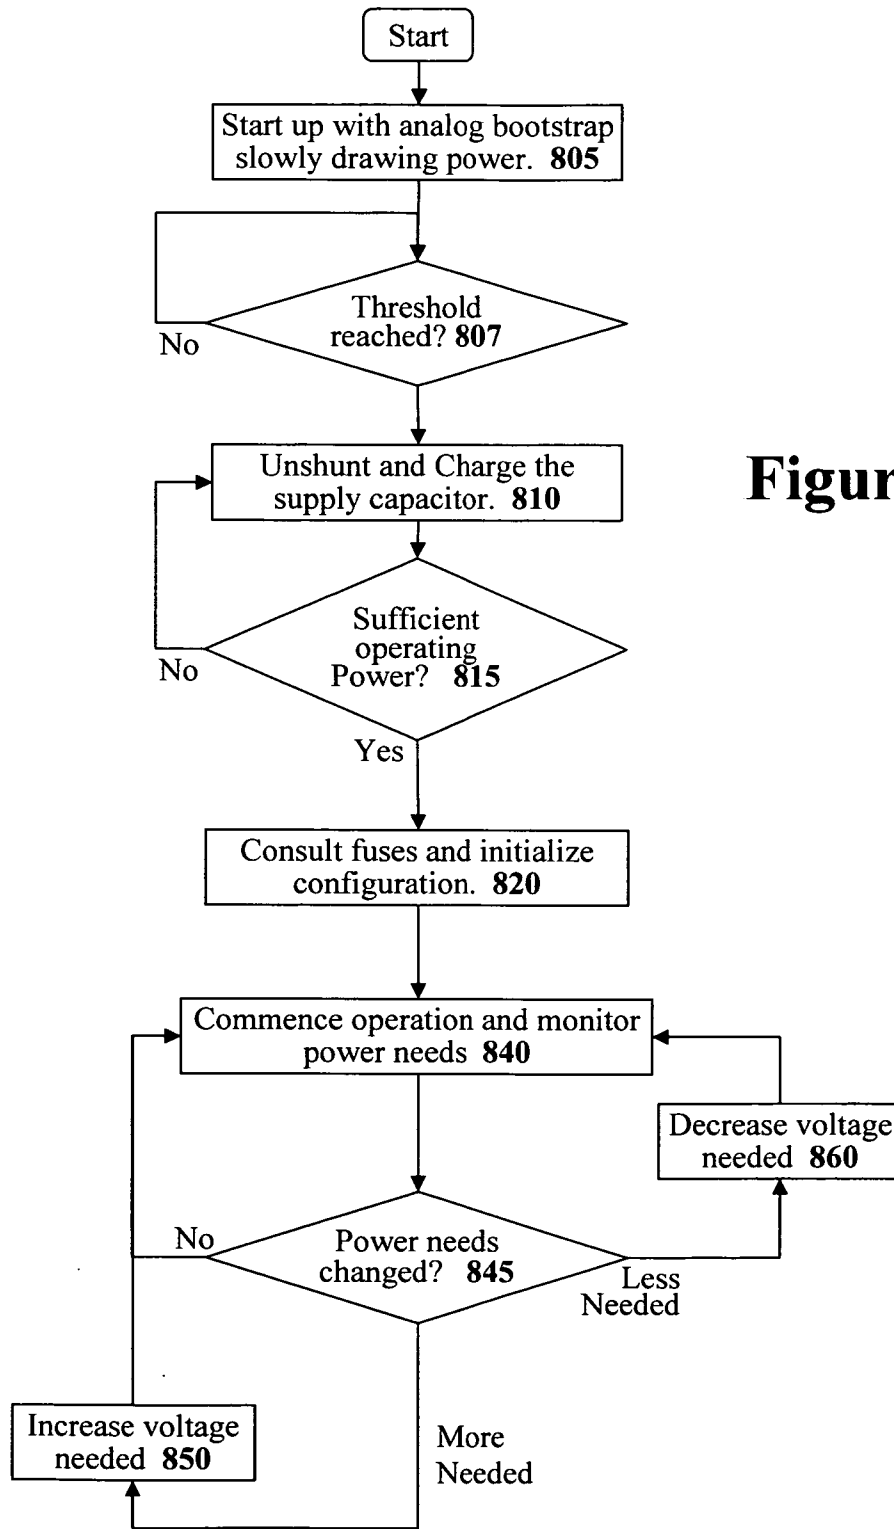 Start
Start up with analog bootstrap
slowly drawing power. 805
Threshold
reached? 807
No
Unshunt and Charge the
supply capacitor. 810
Figur
Sufficient
operating
Power? 815
No
Yes
Consult fuses and initialize
configuration. 820
Commence operation and monitor
power needs 840
Decrease voltage
needed 860
No
Power needs
changed? 845
Less
Needed
Increase voltage
needed 850
More
Needed